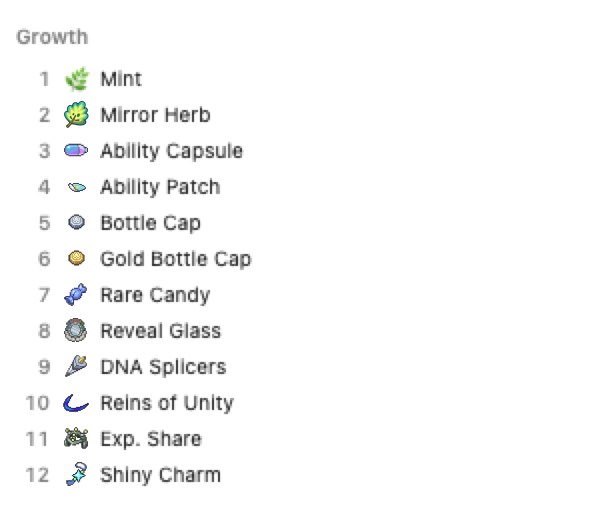 Growth
1 Mint
2 Mirror Herb
3 Ability Capsule
4 Ability Patch
5 Bottle Cap
6 Gold Bottle Cap
7 Rare Candy
8 Reveal Glass
9 DNA Splicers
10 Reins of Unity
11 Exp. Share
12 Shiny Charm